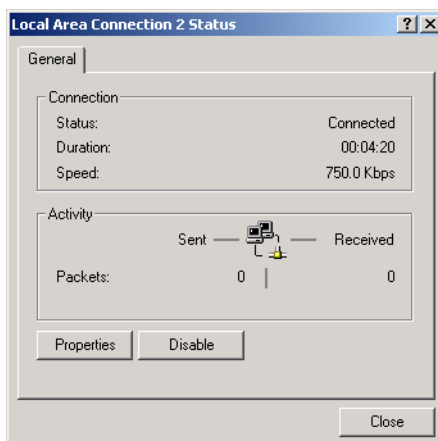 Local Area Connection 2 Status
General
Connection
Status: Connected
Duration: 00:04:20
Speed: 750.0 Kbps
Activity
Sent Received
Packets: 0 0
Properties Disable
Close